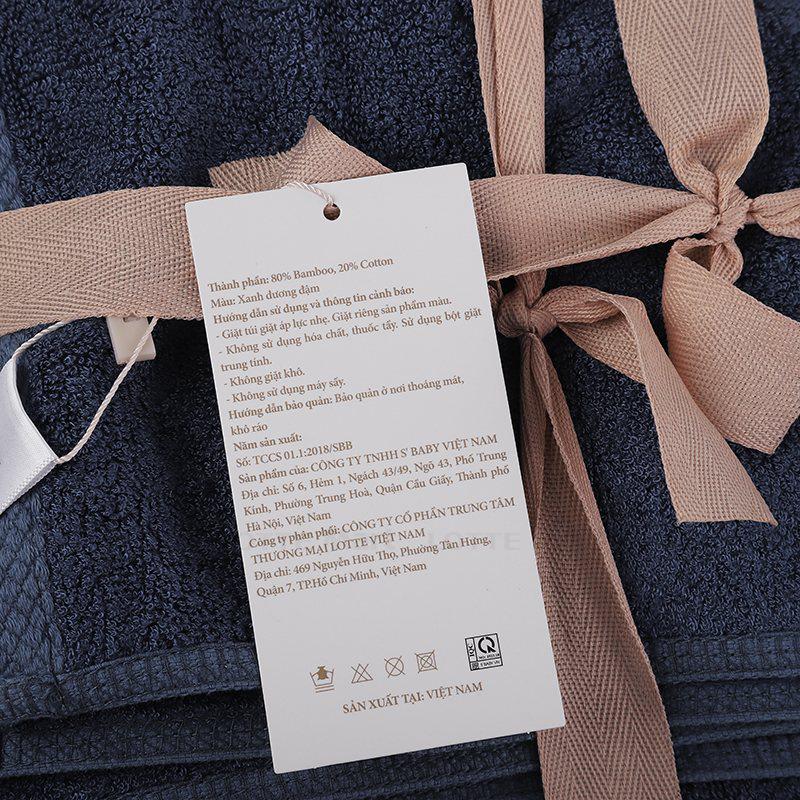 Thành phần: 80% Bamboo, 20% Cotton
Màu: Xanh dương đậm
Hướng dẫn sử dụng và thông tin cảnh báo:
- Giặt túi giặt áp lực nhẹ. Giặt riêng sản phẩm màu.
- Không sử dụng hóa chất, thuốc tẩy. Sử dụng bột giặt
trung tính.
- Không giặt khô.
- Không sử dụng máy sấy.
Hướng dẫn bảo quản: Bảo quản ở nơi thoáng mát,
khô ráo
Năm sản xuất:
Số: TCCS 01.1:2018/SBB
Sản phẩm của: CÔNG TY TNHH S' BABY VIỆT NAM
Địa chỉ: Số 6, Hẻm 1, Ngách 43/49, Ngõ 43, Phố Trung
Kính, Phường Trung Hoà, Quận Cầu Giấy, Thành phố
Hà Nội, Việt Nam
Công ty phân phối: CÔNG TY CỔ PHẦN TRUNG TÂM
THƯƠNG MẠI LOTTE VIỆT NAM
Địa chỉ: 469 Nguyễn Hữu Thọ, Phường Tân Hưng,
Quận 7, TP.Hồ Chí Minh, Việt Nam
LOTTE
SẢN XUẤT TẠI: VIỆT NAM